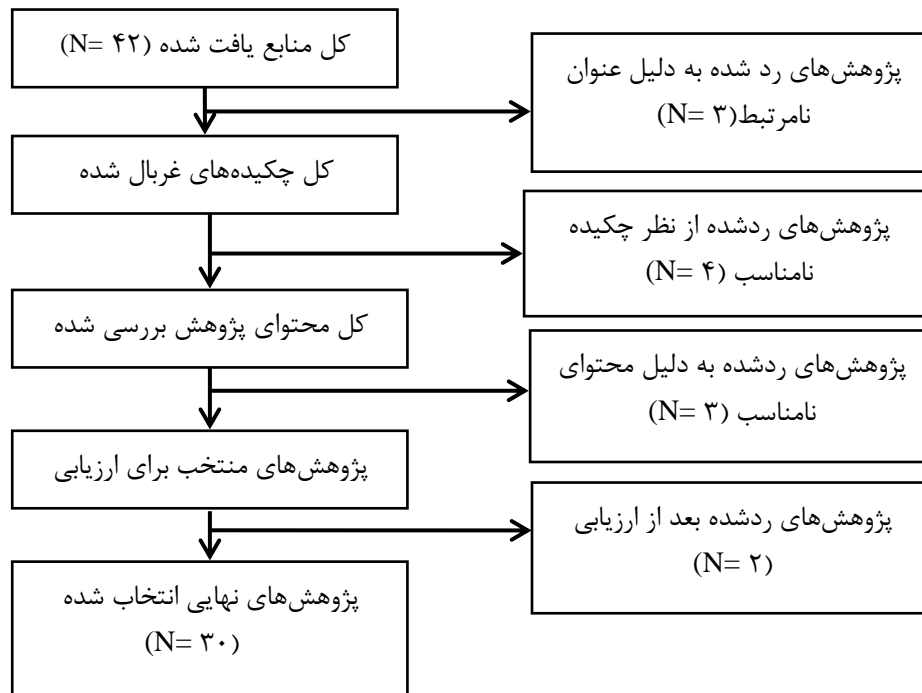 کل منابع یافت شده (N= ۴۲)
پژوهش‌های رد شده به دلیل عنوان
نامرتبط(N= ۳)
کل چکیده‌های غربال شده
پژوهش‌های ردشده از نظر چکیده
نامناسب (N= ۴)
کل محتوای پژوهش بررسی شده
پژوهش‌های ردشده به دلیل محتوای
نامناسب (N= ۳)
پژوهش‌های منتخب برای ارزیابی
پژوهش‌های ردشده بعد از ارزیابی
(N= ۲)
پژوهش‌های نهایی انتخاب شده
(N= ۳۰)